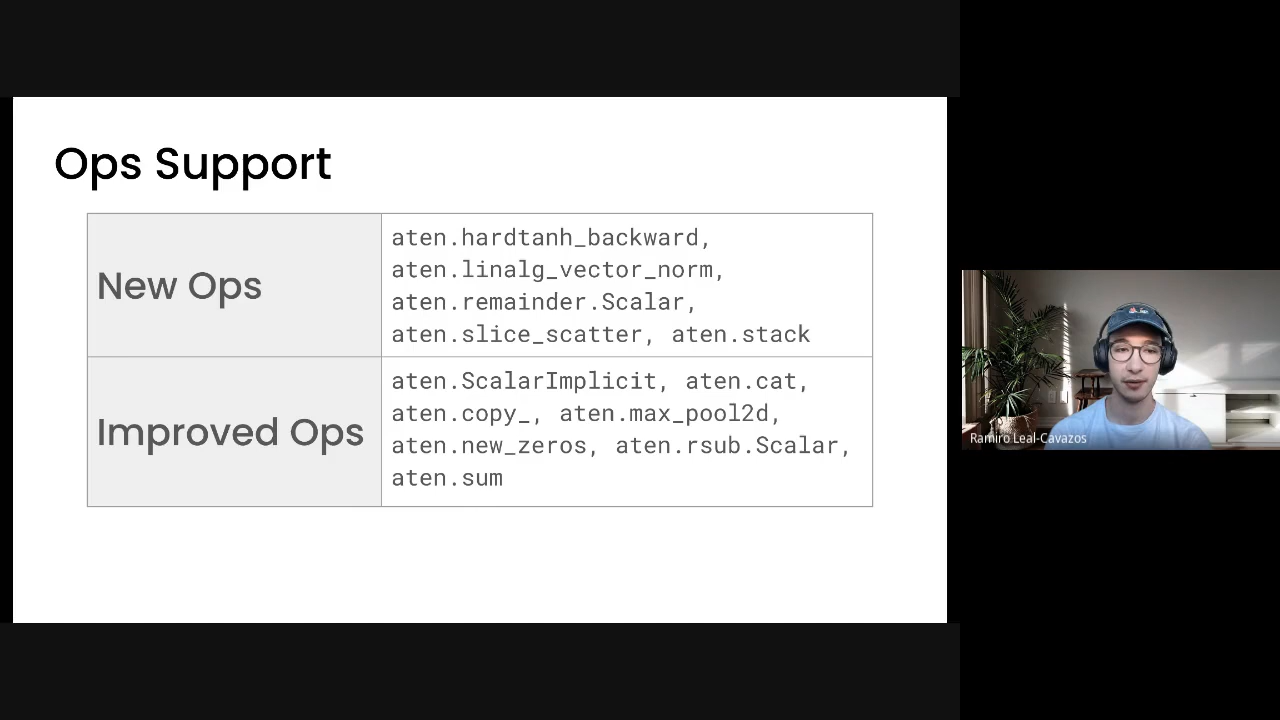 Ops Support
New Ops
aten.hardtanh_backward,
aten.linalg_vector_norm,
aten.remainder.Scalar,
aten.slice_scatter, aten.stack
Improved Ops
aten.ScalarImplicit, aten.cat,
aten.copy_, aten.max_pool2d,
aten.new_zeros, aten.rsub.Scalar,
aten.sum
Ramiro Leal-Cavazos